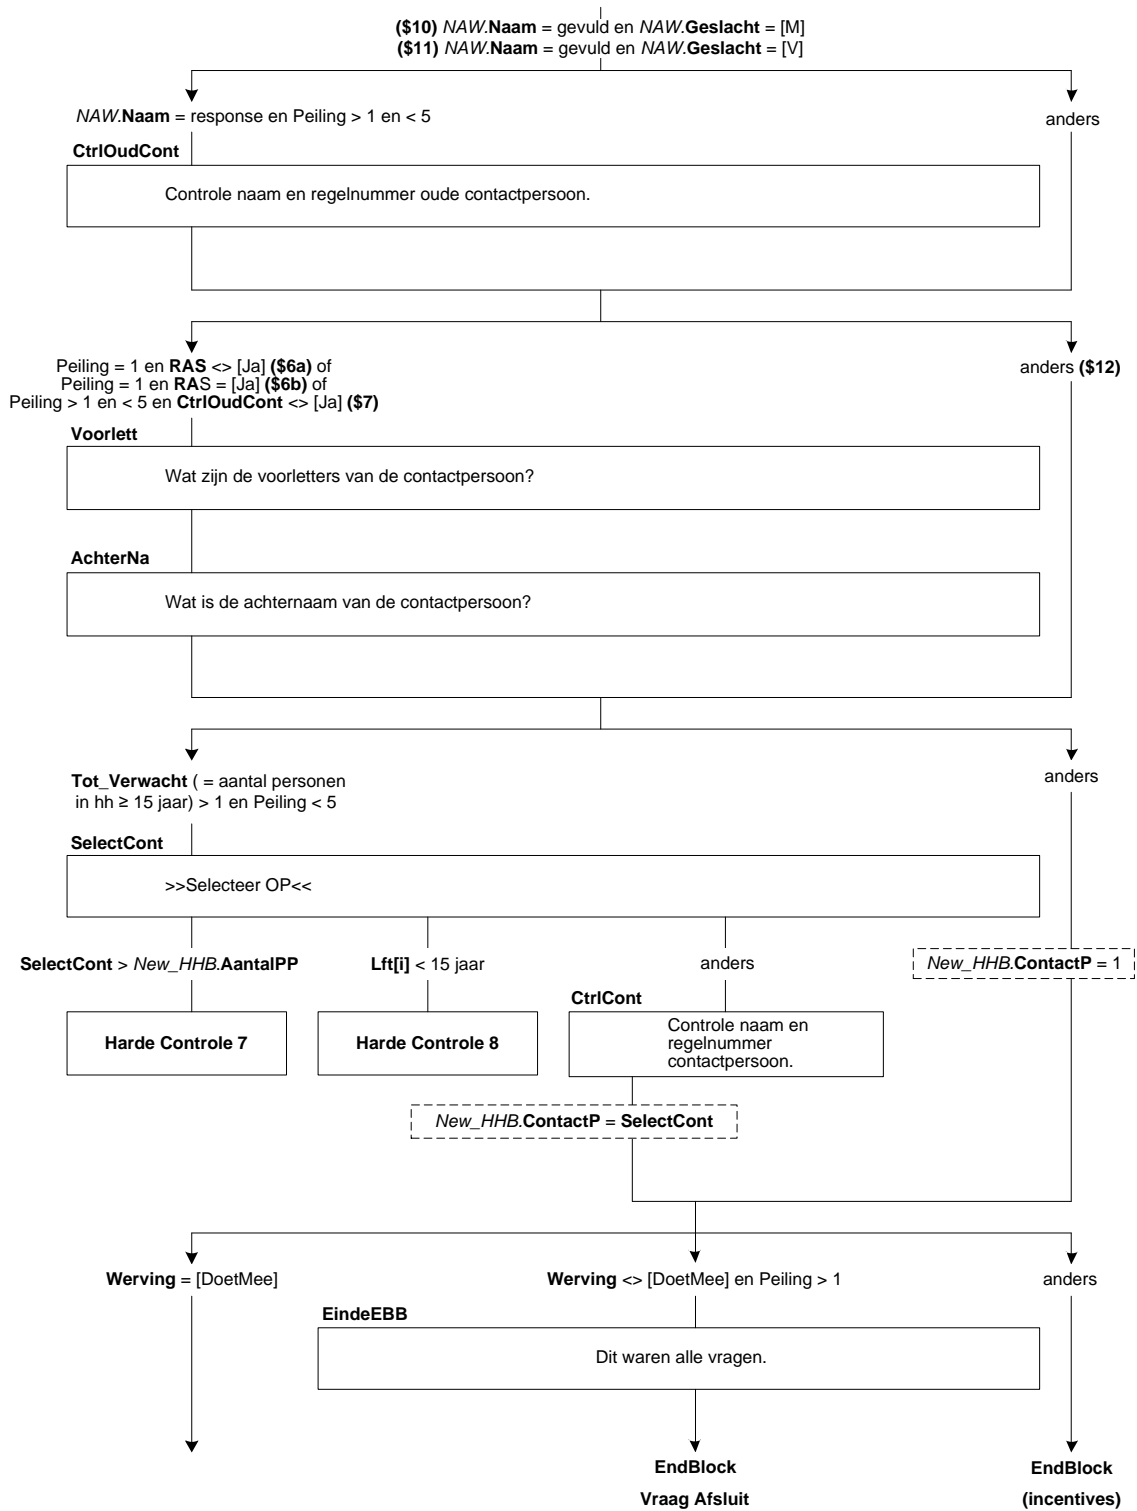 ($10) NAW.Naam = gevuld en NAW.Geslacht = [M]
($11) NAW.Naam = gevuld en NAW.Geslacht = [V]
NAW.Naam = response en Peiling > 1 en < 5
anders
CtrlOudCont
Controle naam en regelnummer oude contactpersoon.
Peiling = 1 en RAS <> [Ja] ($6a) of
Peiling = 1 en RAS = [Ja] ($6b) of
Peiling > 1 en < 5 en CtrlOudCont <> [Ja] ($7)
anders ($12)
Voorlett
Wat zijn de voorletters van de contactpersoon?
AchterNa
Wat is de achternaam van de contactpersoon?
Tot_Verwacht ( = aantal personen
in hh ≥ 15 jaar) > 1 en Peiling < 5
anders
SelectCont
>>Selecteer OP<<
SelectCont > New_HHB.AantalPP
Lft[i] < 15 jaar
anders
New_HHB.ContactP = 1
CtrlCont
Harde Controle 7
Harde Controle 8
Controle naam en
regelnummer
contactpersoon.
New_HHB.ContactP = SelectCont
Werving = [DoetMee]
Werving <> [DoetMee] en Peiling > 1
anders
EindeEBB
Dit waren alle vragen.
EndBlock
Vraag Afsluit
EndBlock
(incentives)